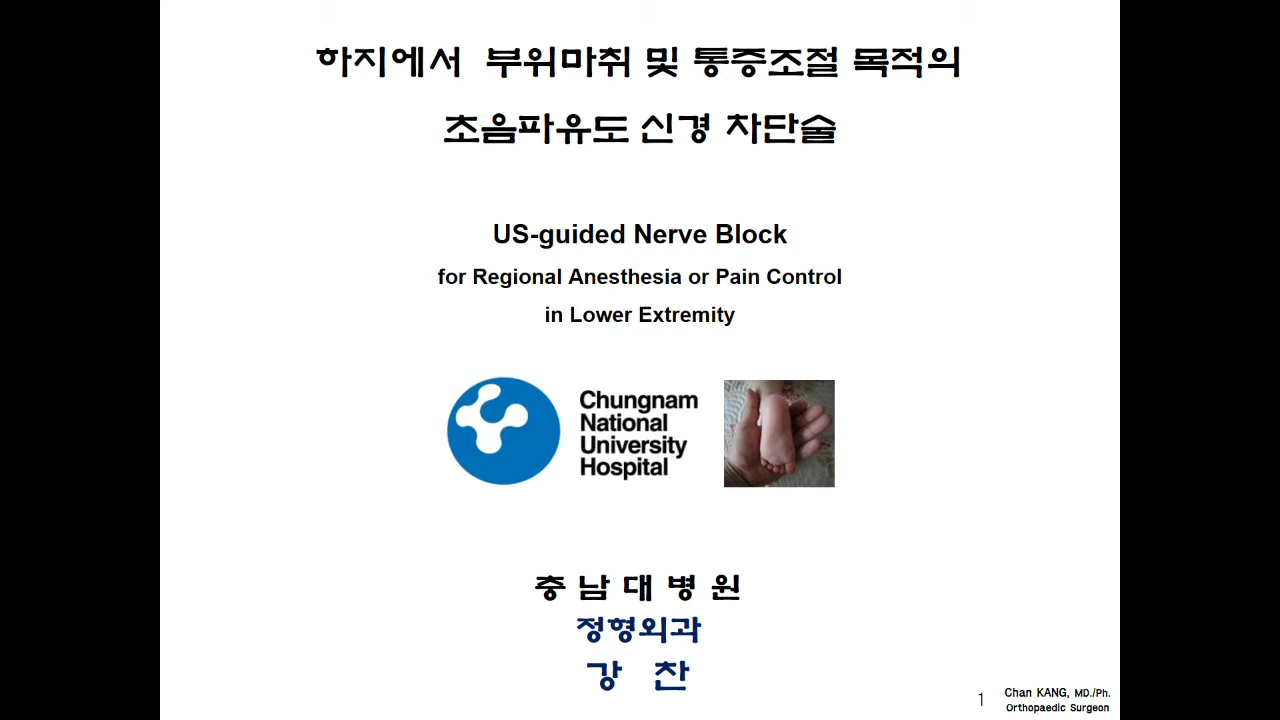 하지에서 부위마취 및 통증조절 목적의
초음파유도 신경 차단술
US-guided Nerve Block
for Regional Anesthesia or Pain Control
in Lower Extremity
Chungnam
National
University
Hospital
충남대병원
정형외과
강 찬
1
Chan KANG, MD./Ph.
Orthopaedic Surgeon